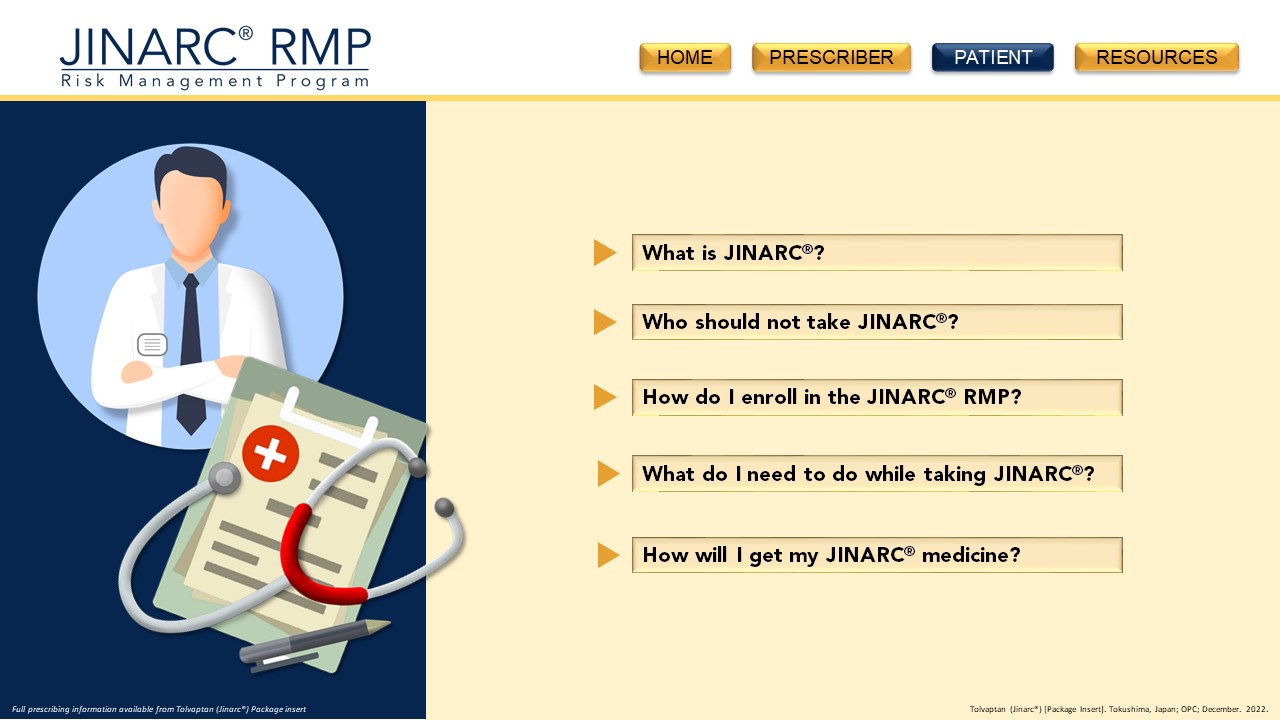 JINARC® RMP
Risk Management Program
HOME PRESCRIBER PATIENT RESOURCES
What is JINARC®?
Who should not take JINARC®?
How do I enroll in the JINARC® RMP?
What do I need to do while taking JINARC®?
How will I get my JINARC® medicine?
Full prescribing information available from Tolvaptan (Jinarc®) Package insert
Tolvaptan (Jinarc®) [Package Insert]. Tokushima, Japan; OPC; December. 2022.